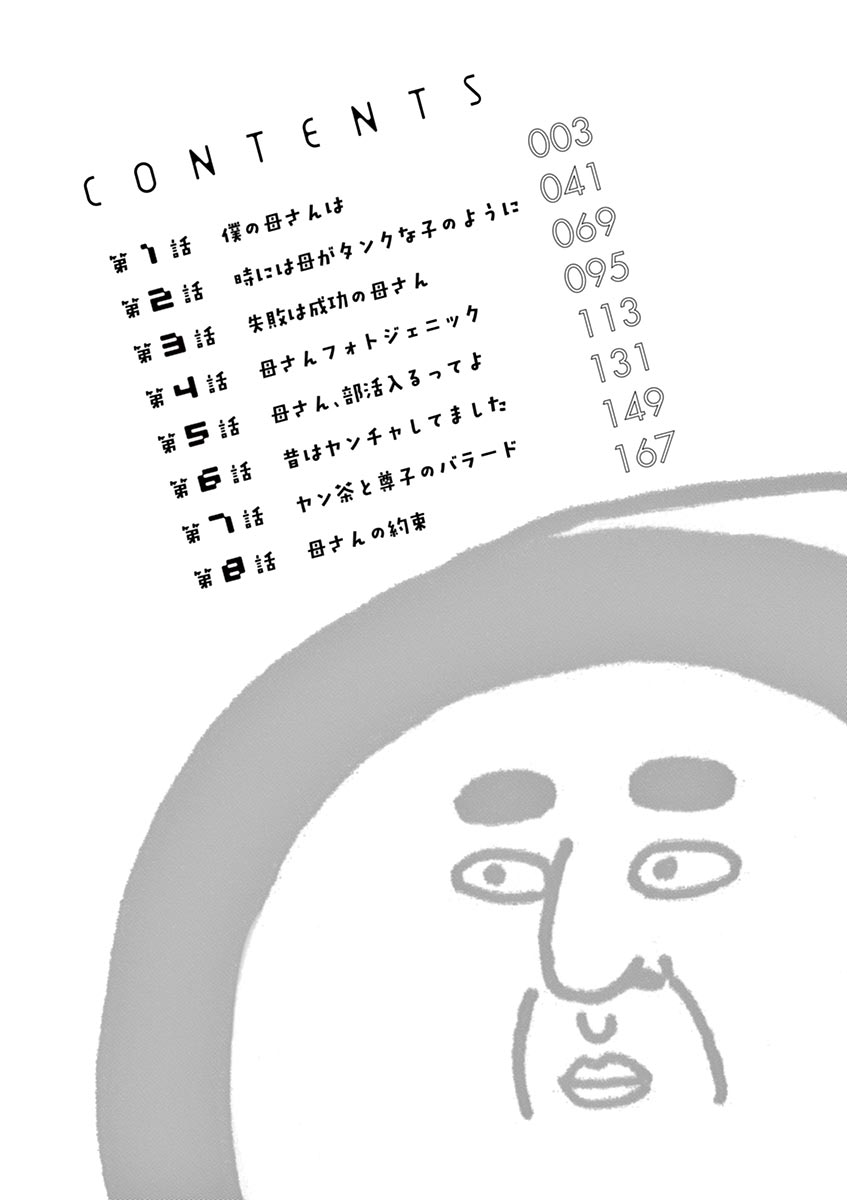 CONTENTS
第1話 僕の母さんは 003
第2話 時には母がタンクな子のように 041
第3話 失敗は成功の母さん 069
第4話 母さんフォトジェニック 095
第5話 母さん、部活入るってよ 113
第6話 昔はヤンチャしてました 131
第7話 ヤン茶と尊子のバラード 149
第8話 母さんの約束 167